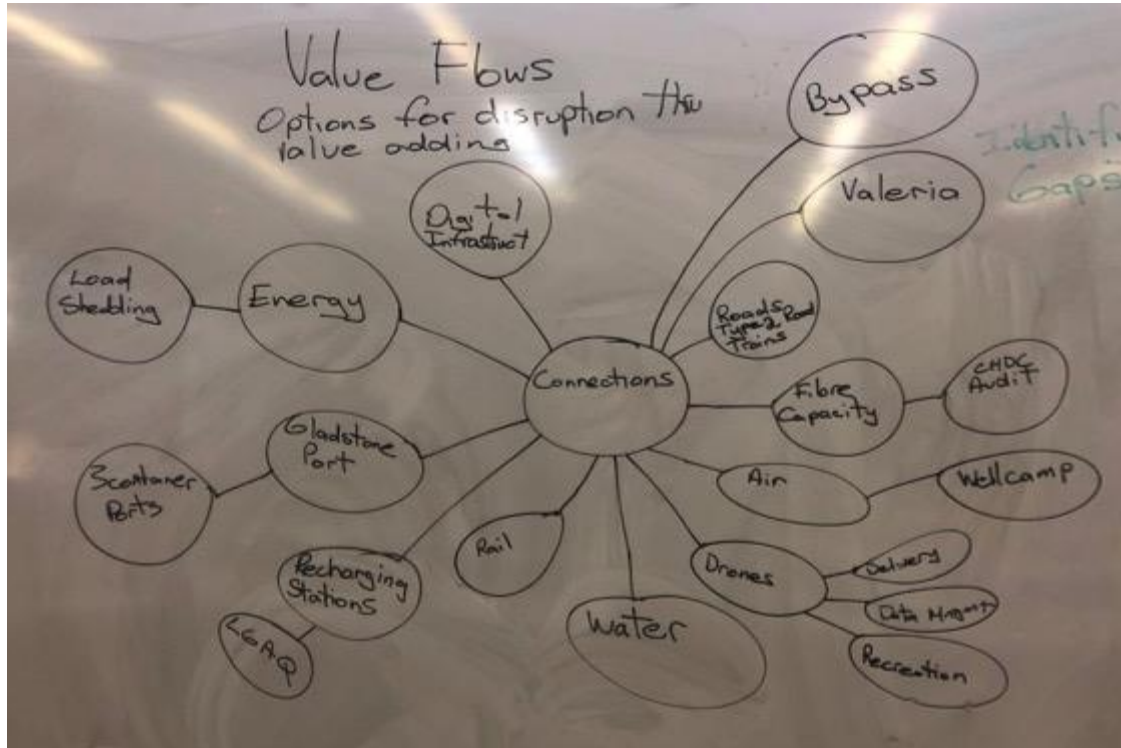 Value Flows
Options for disruption thru
value adding
Bypass
Identify
Gaps
Valeria
Digital
Infrastruct
Load
Shedding
Energy
Roads
Type 2 Road
Trains
Connections
Fibre
Capacity
CHDC
Audit
Gladstone
Port
3 container
Ports
Air
Wellcamp
Rail
Recharging
Stations
LGAQ
Drones
Delivery
Data Mngmt
Recreation
Water